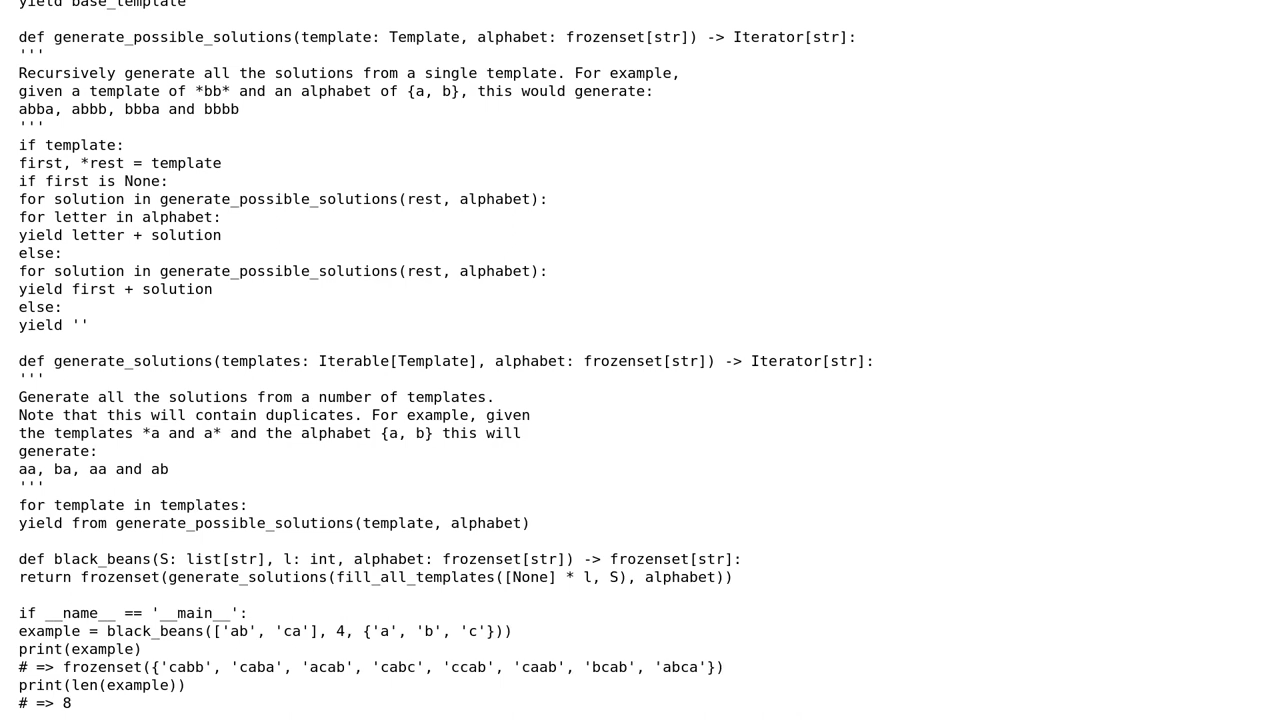 yield base_template
def generate_possible_solutions(template: Template, alphabet: frozenset[str]) -> Iterator[str]:
'''
Recursively generate all the solutions from a single template. For example,
given a template of *bb* and an alphabet of {a, b}, this would generate:
abba, abbb, bbba and bbbb
'''
if template:
first, *rest = template
if first is None:
for solution in generate_possible_solutions(rest, alphabet):
for letter in alphabet:
yield letter + solution
else:
for solution in generate_possible_solutions(rest, alphabet):
yield first + solution
else:
yield ''
def generate_solutions(templates: Iterable[Template], alphabet: frozenset[str]) -> Iterator[str]:
'''
Generate all the solutions from a number of templates.
Note that this will contain duplicates. For example, given
the templates *a and a* and the alphabet {a, b} this will
generate:
aa, ba, aa and ab
'''
for template in templates:
yield from generate_possible_solutions(template, alphabet)
def black_beans(S: list[str], l: int, alphabet: frozenset[str]) -> frozenset[str]:
return frozenset(generate_solutions(fill_all_templates([None] * l, S), alphabet))
if __name__ == '__main__':
example = black_beans(['ab', 'ca'], 4, {'a', 'b', 'c'}))
print(example)
# => frozenset({'cabb', 'caba', 'acab', 'cabc', 'ccab', 'caab', 'bcab', 'abca'})
print(len(example))
# => 8